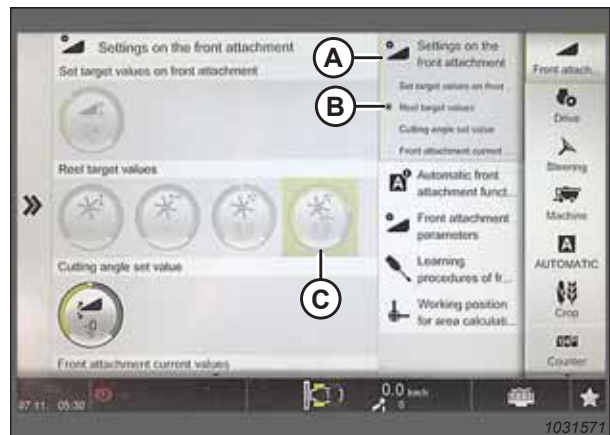 Settings on the front attachment
Set target values on front attachment
Reel target values
Cutting angle set value
-0
Front attachment current values
A
Settings on the front attachment
Set target values on front ...
B
Reel target values
Cutting angle set value
Front attachment current ...
Automatic front attachment funct...
Front attachment parameters
Learning procedures of fr...
Working position for area calculati...
C
Front attach...
Drive
Steering
Machine
A
AUTOMATIC
Crop
Counter
07.11. 05:30
0.0 km/h
0
1031571